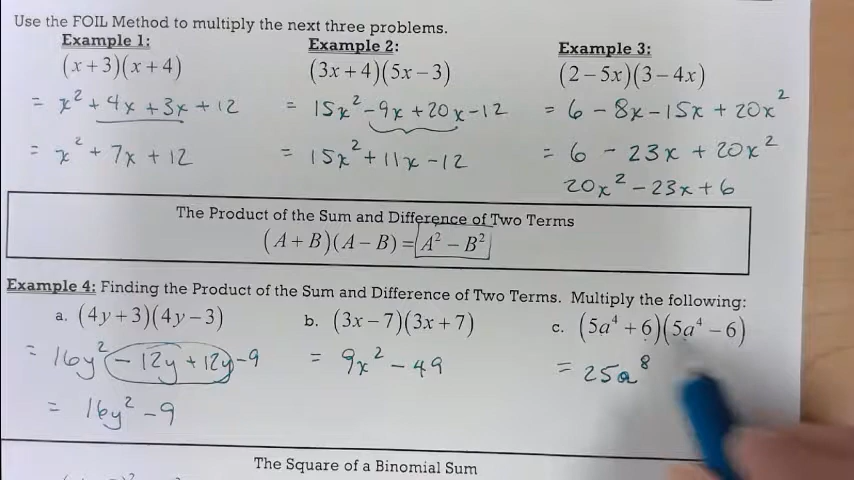 Use the FOIL Method to multiply the next three problems.
Example 1: Example 2: Example 3:
(x+3)(x+4) (3x+4)(5x−3) (2−5x)(3−4x)
= x² + 4x + 3x + 12 = 15x² − 9x + 20x − 12 = 6 − 8x − 15x + 20x²
= x² + 7x + 12 = 15x² + 11x − 12 = 6 − 23x + 20x²
20x² − 23x + 6
The Product of the Sum and Difference of Two Terms
(A+B)(A−B) = A² − B²
Example 4: Finding the Product of the Sum and Difference of Two Terms. Multiply the following:
a. (4y+3)(4y−3) b. (3x−7)(3x+7) c. (5a⁴+6)(5a⁴−6)
= 16y² − 12y + 12y − 9 = 9x² − 49 = 25a⁸
= 16y² − 9
The Square of a Binomial Sum